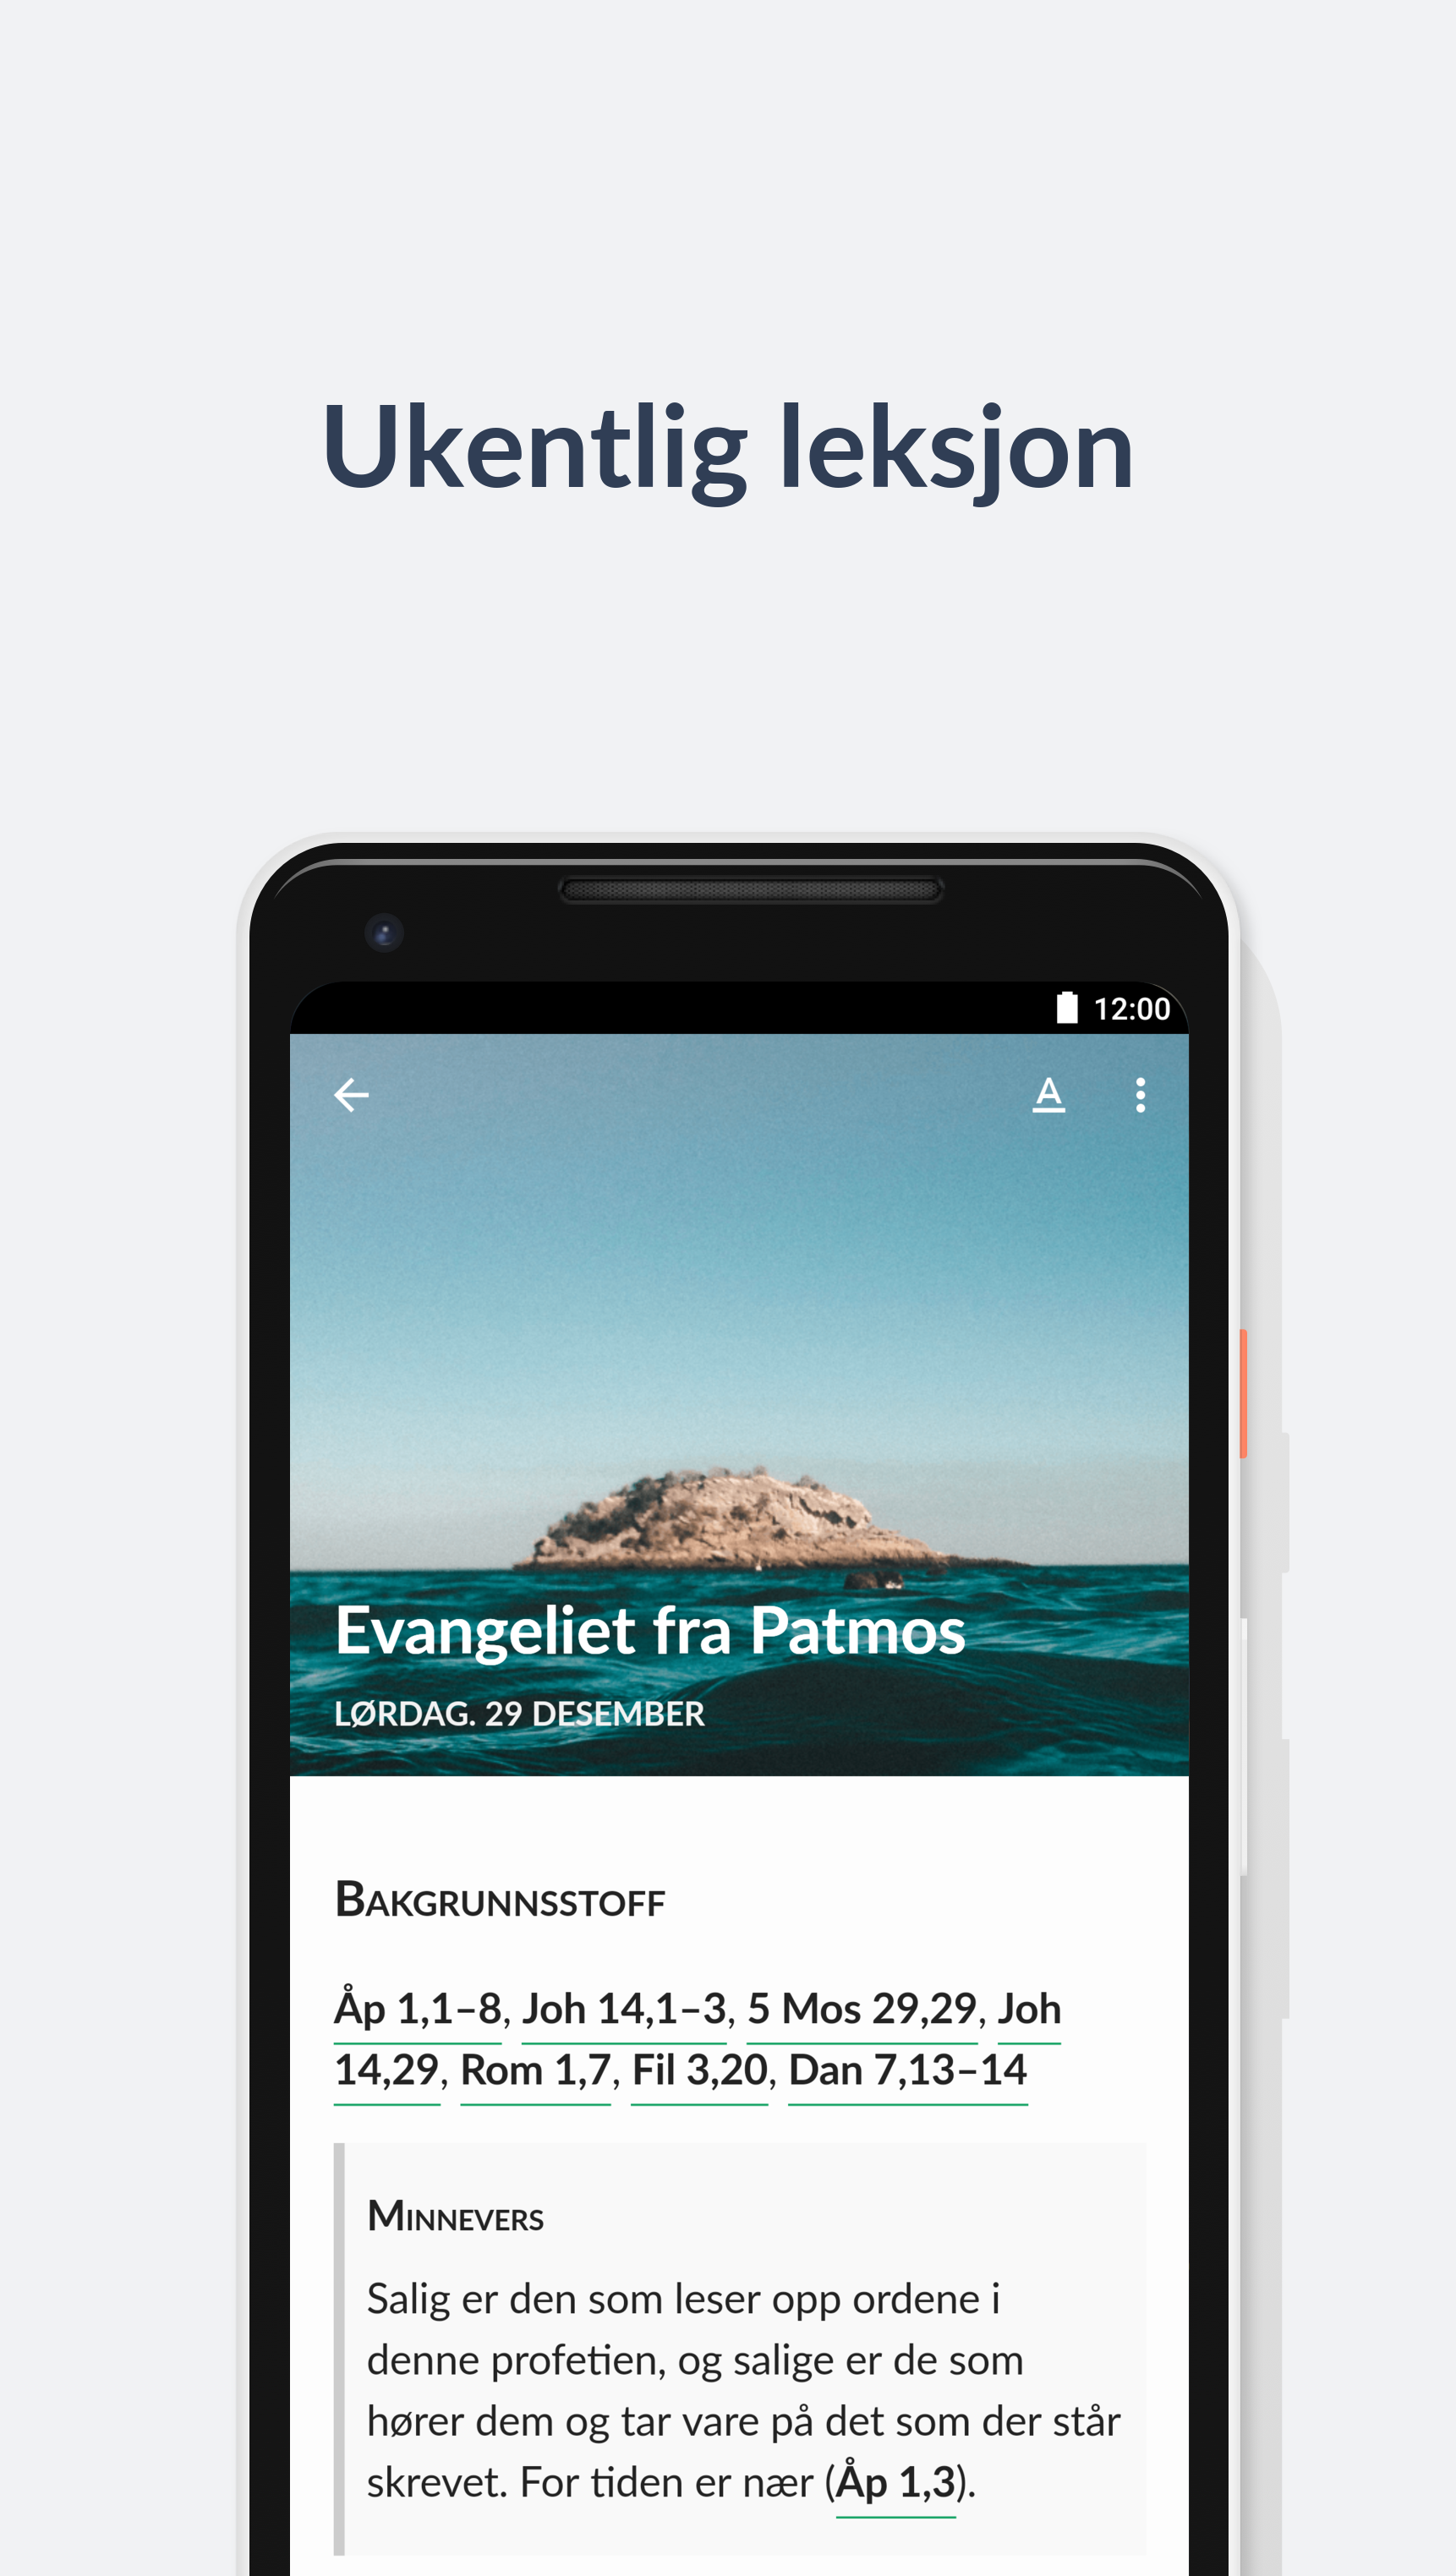 Ukentlig leksjon
12:00
A
Evangeliet fra Patmos
LØRDAG. 29 DESEMBER
BAKGRUNNSSTOFF
Åp 1,1–8, Joh 14,1–3, 5 Mos 29,29, Joh
14,29, Rom 1,7, Fil 3,20, Dan 7,13–14
MINNEVERS
Salig er den som leser opp ordene i
denne profetien, og salige er de som
hører dem og tar vare på det som der står
skrevet. For tiden er nær (Åp 1,3).